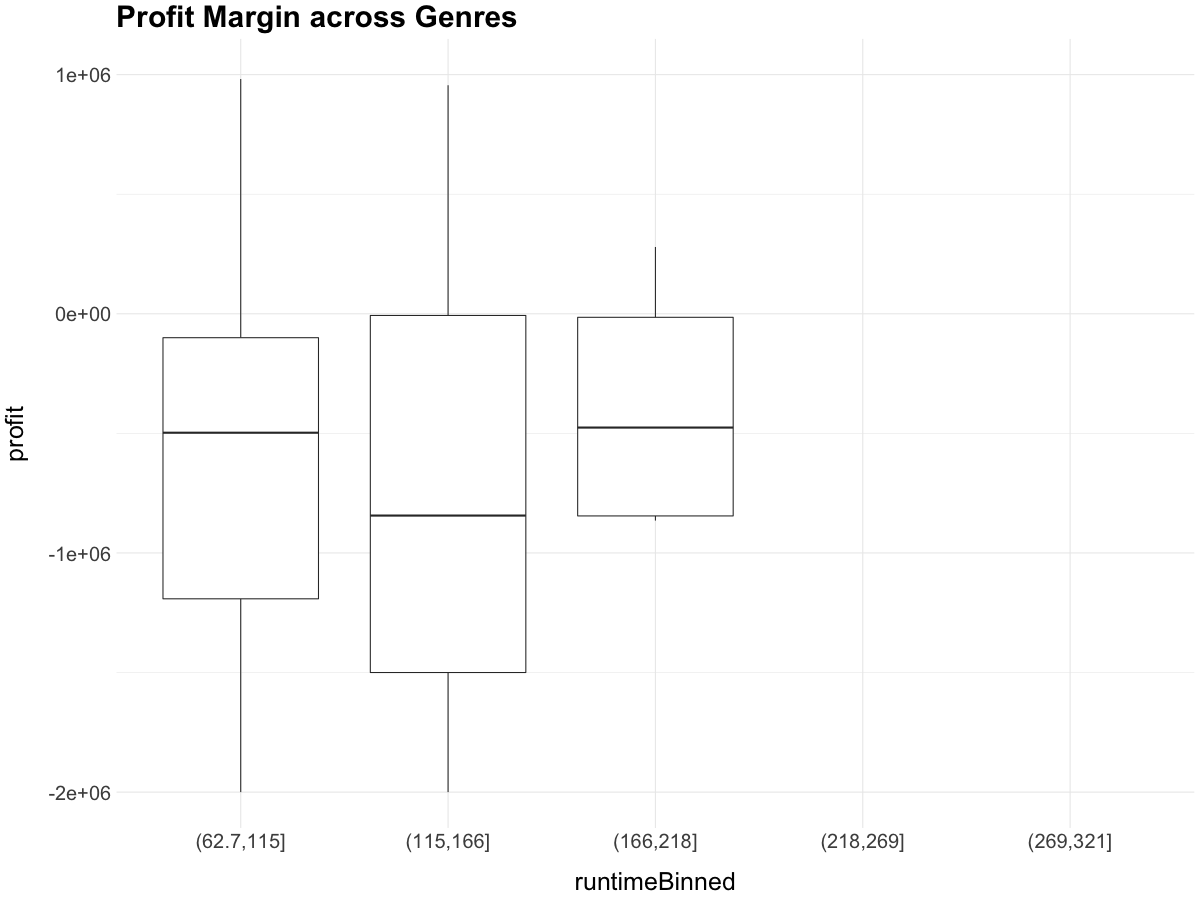 Profit Margin across Genres
1e+06
0e+00
-1e+06
-2e+06
profit
(62.7,115]
(115,166]
(166,218]
(218,269]
(269,321]
runtimeBinned